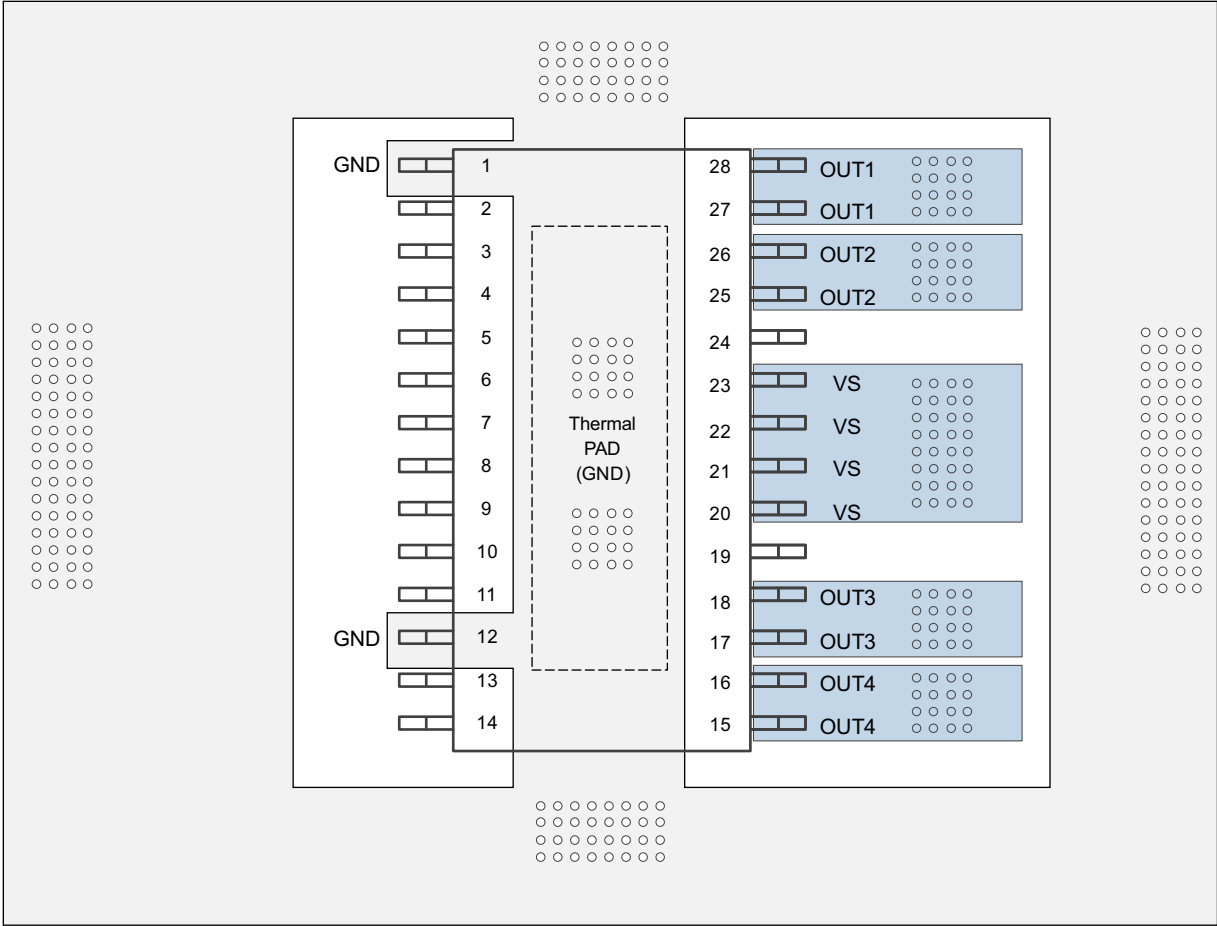 GND 1
2
3
4
5
6
7
8
9
10
11
GND 12
13
14
Thermal
PAD
(GND)
28 OUT1
27 OUT1
26 OUT2
25 OUT2
24
23 VS
22 VS
21 VS
20 VS
19
18 OUT3
17 OUT3
16 OUT4
15 OUT4